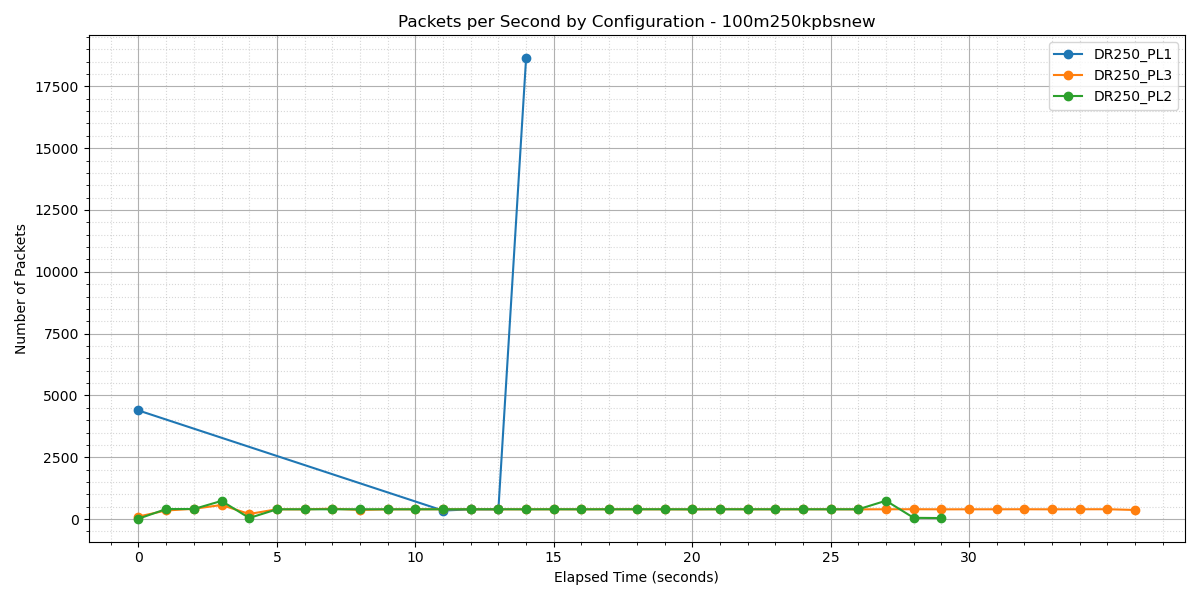 Packets per Second by Configuration - 100m250kpbsnew
DR250_PL1
DR250_PL3
DR250_PL2
Number of Packets
17500
15000
12500
10000
7500
5000
2500
0
0 5 10 15 20 25 30
Elapsed Time (seconds)